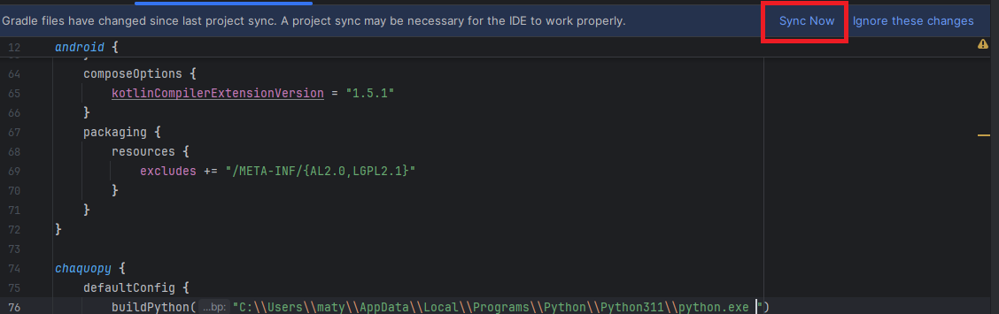 Gradle files have changed since last project sync. A project sync may be necessary for the IDE to work properly. Sync Now Ignore these changes
12 android {
64 composeOptions {
65 kotlinCompilerExtensionVersion = "1.5.1"
66 }
67 packaging {
68 resources {
69 excludes += "/META-INF/{AL2.0,LGPL2.1}"
70 }
71 }
72 }
73
74 chaquopy {
75 defaultConfig {
76 buildPython( ...bp: "C:\\Users\\maty\\AppData\\Local\\Programs\\Python\\Python311\\python.exe ")